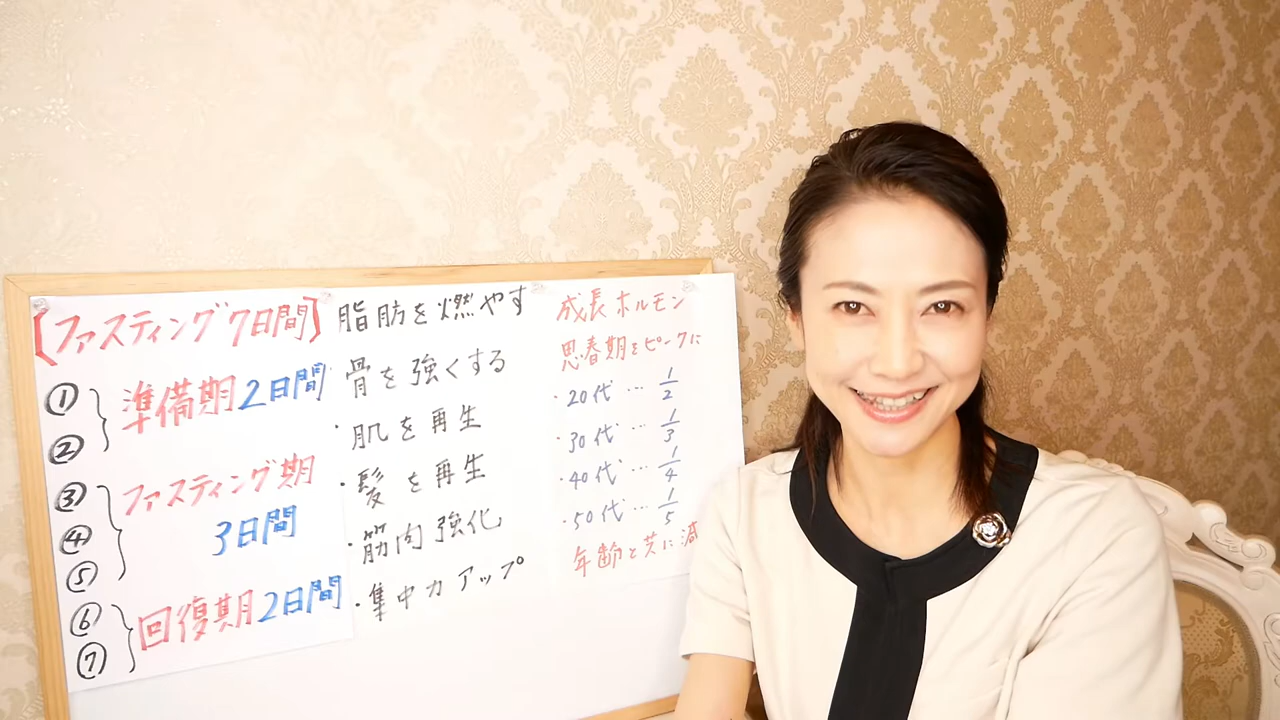 【ファスティング7日間】
① ② 準備期2日間
③ ④ ⑤ ファスティング期
3日間
⑥ ⑦ 回復期2日間
脂肪を燃やす
骨を強くする
・肌を再生
・髪を再生
・筋肉強化
・集中力アップ
成長ホルモン
思春期をピークに
・20代…1/2
・30代…1/3
・40代…1/4
・50代…1/5
年齢と共に減